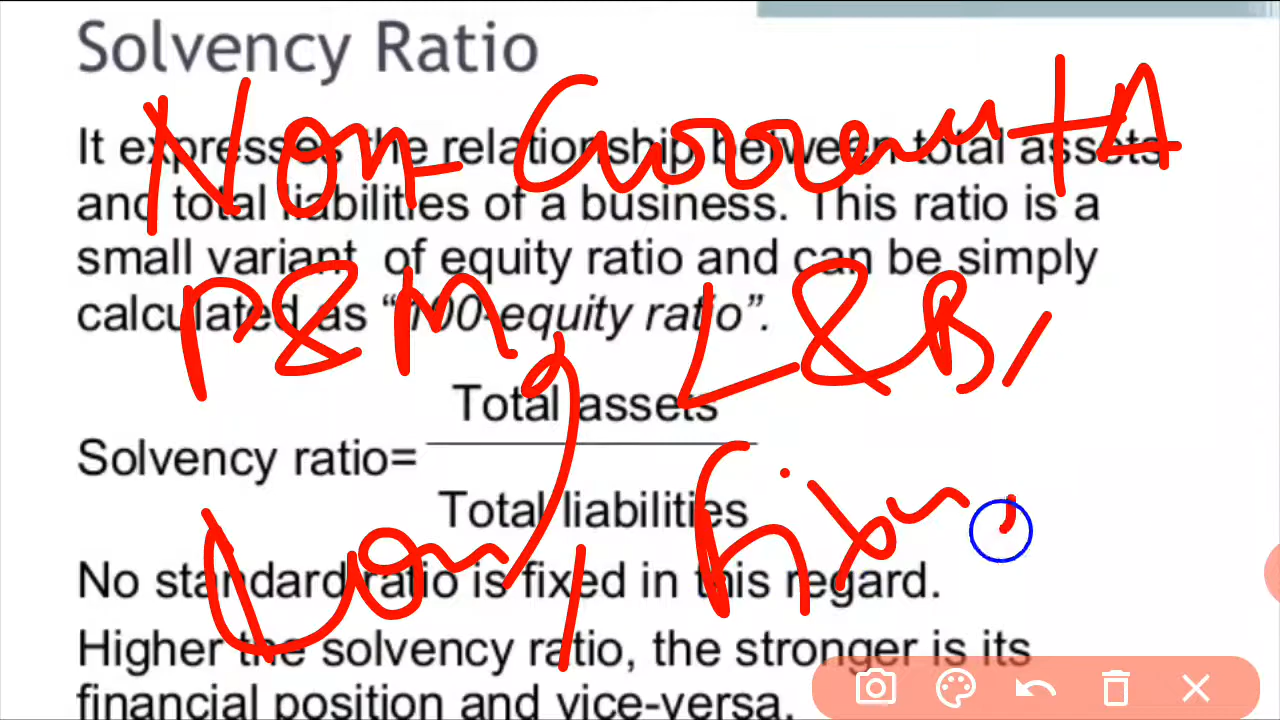 Solvency Ratio
It expresses the relationship between total assets
and total liabilities of a business. This ratio is a
small variant of equity ratio and can be simply
calculated as “100-equity ratio”.
Total assets
Solvency ratio=
Total liabilities
No standard ratio is fixed in this regard.
Higher the solvency ratio, the stronger is its
financial position and vice-versa.
Non-Current A
P&M, L&B,